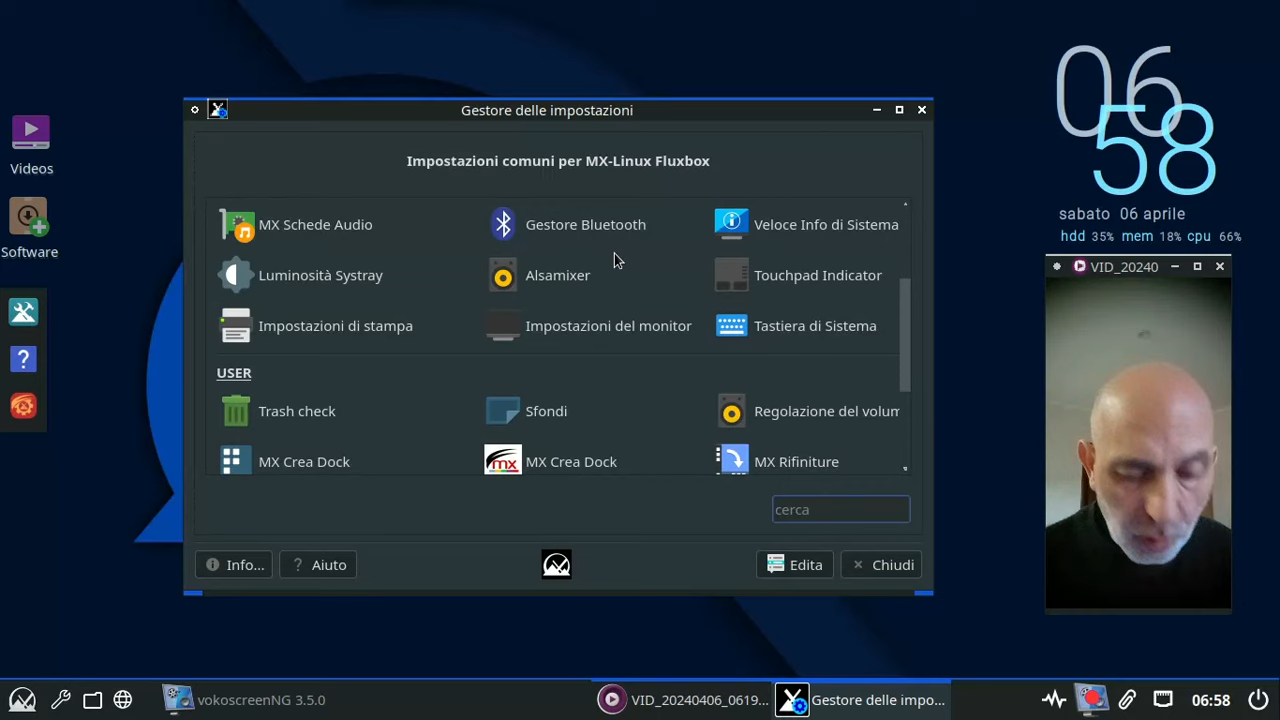 06
58
sabato 06 aprile
hdd 35% mem 18% cpu 66%
Videos
Software
Gestore delle impostazioni
Impostazioni comuni per MX-Linux Fluxbox
MX Schede Audio
Gestore Bluetooth
Veloce Info di Sistema
Luminosità Systray
Alsamixer
Touchpad Indicator
Impostazioni di stampa
Impostazioni del monitor
Tastiera di Sistema
USER
Trash check
Sfondi
Regolazione del volum
MX Crea Dock
mx
MX Crea Dock
MX Rifiniture
cerca
Info...
? Aiuto
Edita
Chiudi
VID_20240
?
vokoscreenNG 3.5.0
VID_20240406_0619...
Gestore delle impo...
06:58